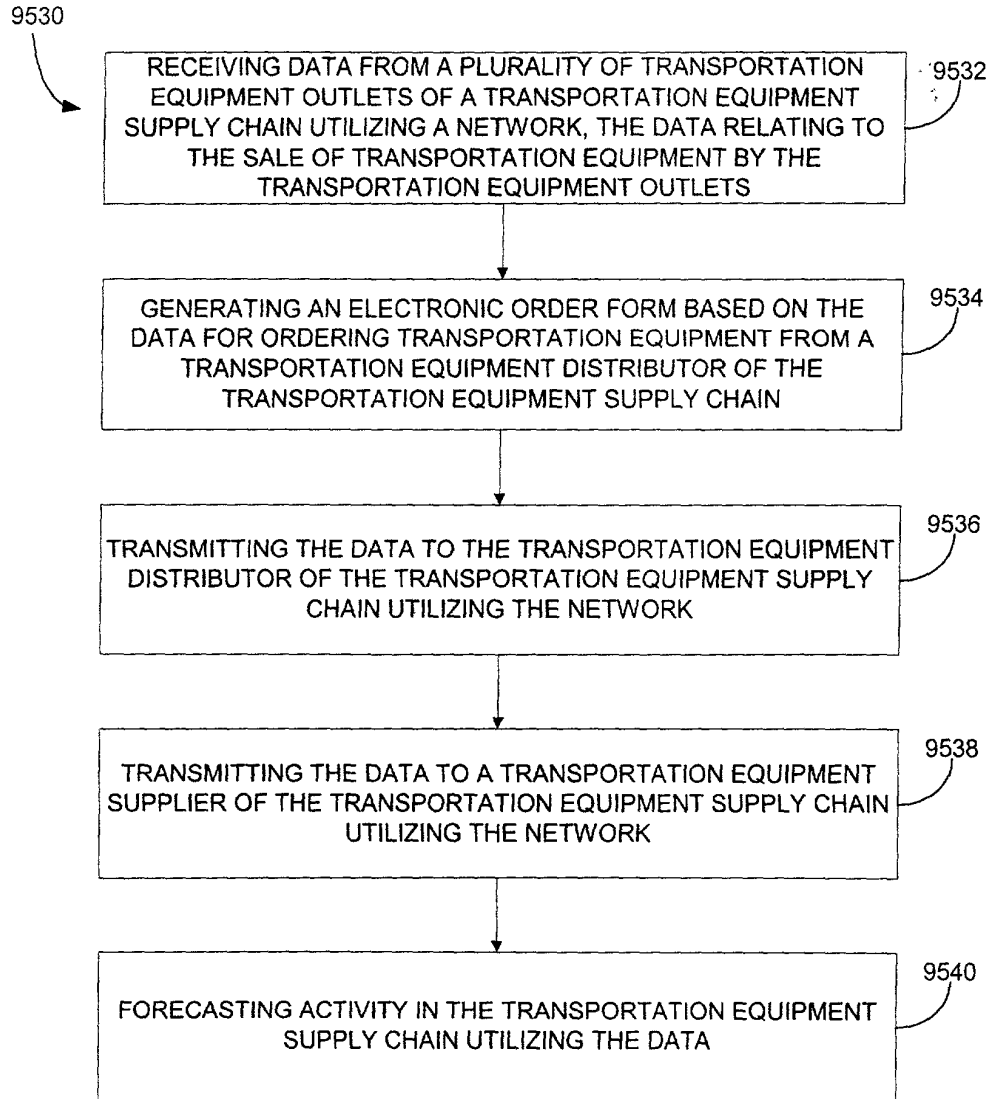 9530
RECEIVING DATA FROM A PLURALITY OF TRANSPORTATION
EQUIPMENT OUTLETS OF A TRANSPORTATION EQUIPMENT
SUPPLY CHAIN UTILIZING A NETWORK, THE DATA RELATING TO
THE SALE OF TRANSPORTATION EQUIPMENT BY THE
TRANSPORTATION EQUIPMENT OUTLETS
9532
GENERATING AN ELECTRONIC ORDER FORM BASED ON THE
DATA FOR ORDERING TRANSPORTATION EQUIPMENT FROM A
TRANSPORTATION EQUIPMENT DISTRIBUTOR OF THE
TRANSPORTATION EQUIPMENT SUPPLY CHAIN
9534
TRANSMITTING THE DATA TO THE TRANSPORTATION EQUIPMENT
DISTRIBUTOR OF THE TRANSPORTATION EQUIPMENT SUPPLY
CHAIN UTILIZING THE NETWORK
9536
TRANSMITTING THE DATA TO A TRANSPORTATION EQUIPMENT
SUPPLIER OF THE TRANSPORTATION EQUIPMENT SUPPLY CHAIN
UTILIZING THE NETWORK
9538
FORECASTING ACTIVITY IN THE TRANSPORTATION EQUIPMENT
SUPPLY CHAIN UTILIZING THE DATA
9540